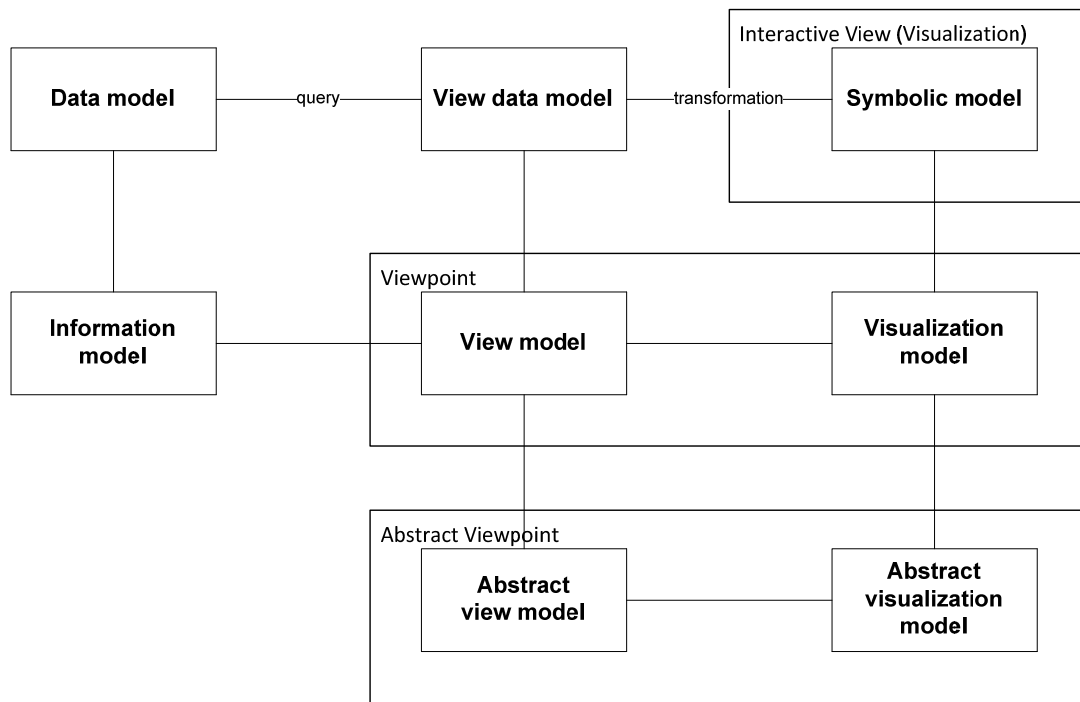 Interactive View (Visualization)
Data model
query
View data model
transformation
Symbolic model
Viewpoint
Information
model
View model
Visualization
model
Abstract Viewpoint
Abstract
view model
Abstract
visualization
model